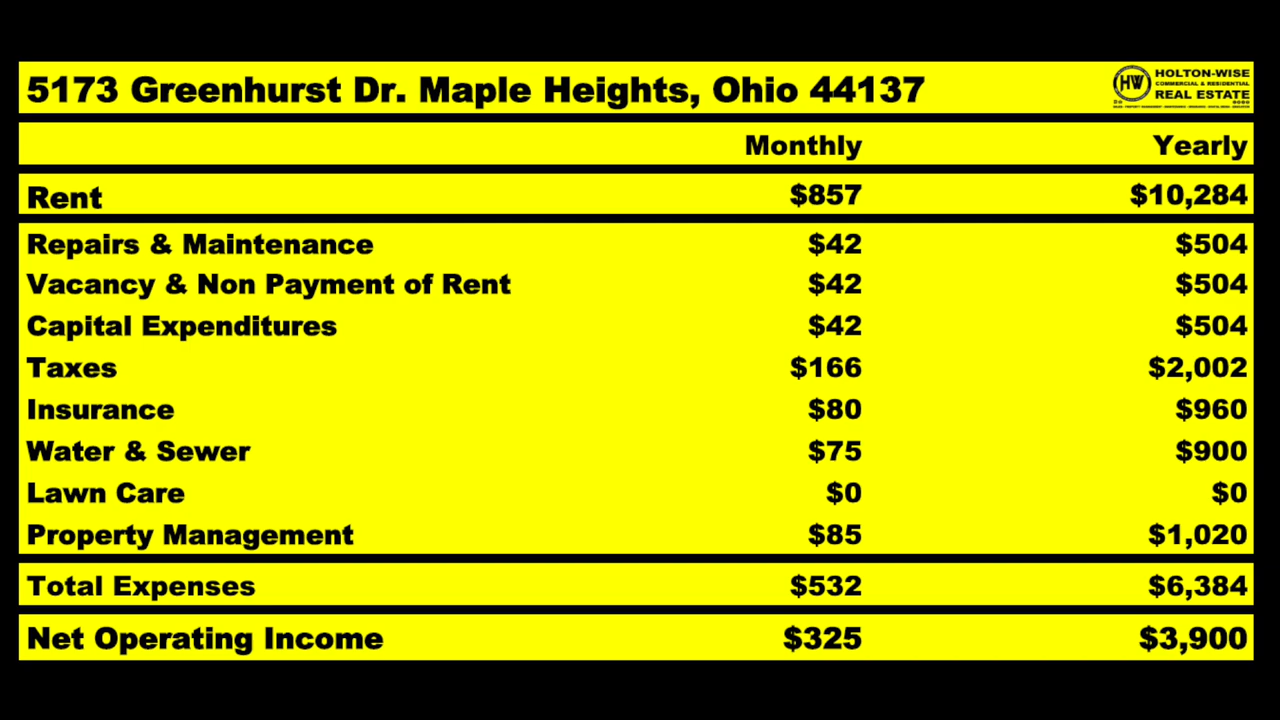 5173 Greenhurst Dr. Maple Heights, Ohio 44137
HOLTON-WISE
COMMERCIAL & RESIDENTIAL
REAL ESTATE
HW
Monthly Yearly
Rent $857 $10,284
Repairs & Maintenance $42 $504
Vacancy & Non Payment of Rent $42 $504
Capital Expenditures $42 $504
Taxes $166 $2,002
Insurance $80 $960
Water & Sewer $75 $900
Lawn Care $0 $0
Property Management $85 $1,020
Total Expenses $532 $6,384
Net Operating Income $325 $3,900